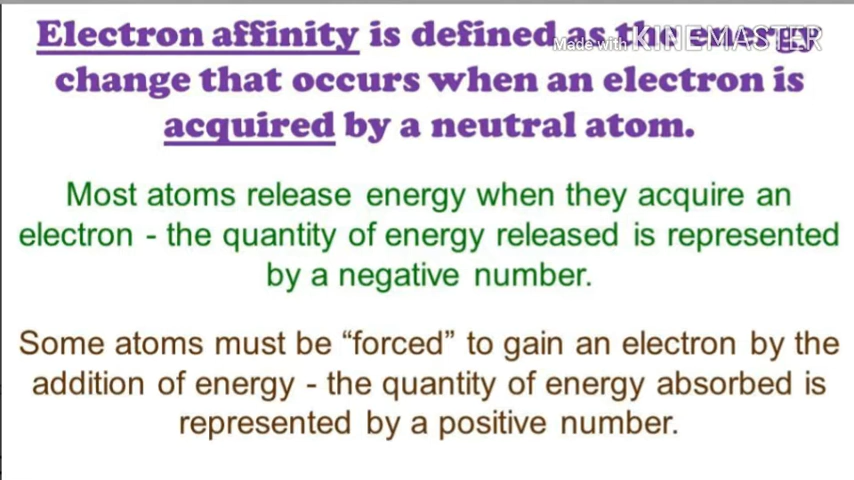 Electron affinity is defined as the energy
Made with KINEMASTER
change that occurs when an electron is
acquired by a neutral atom.
Most atoms release energy when they acquire an
electron - the quantity of energy released is represented
by a negative number.
Some atoms must be “forced” to gain an electron by the
addition of energy - the quantity of energy absorbed is
represented by a positive number.